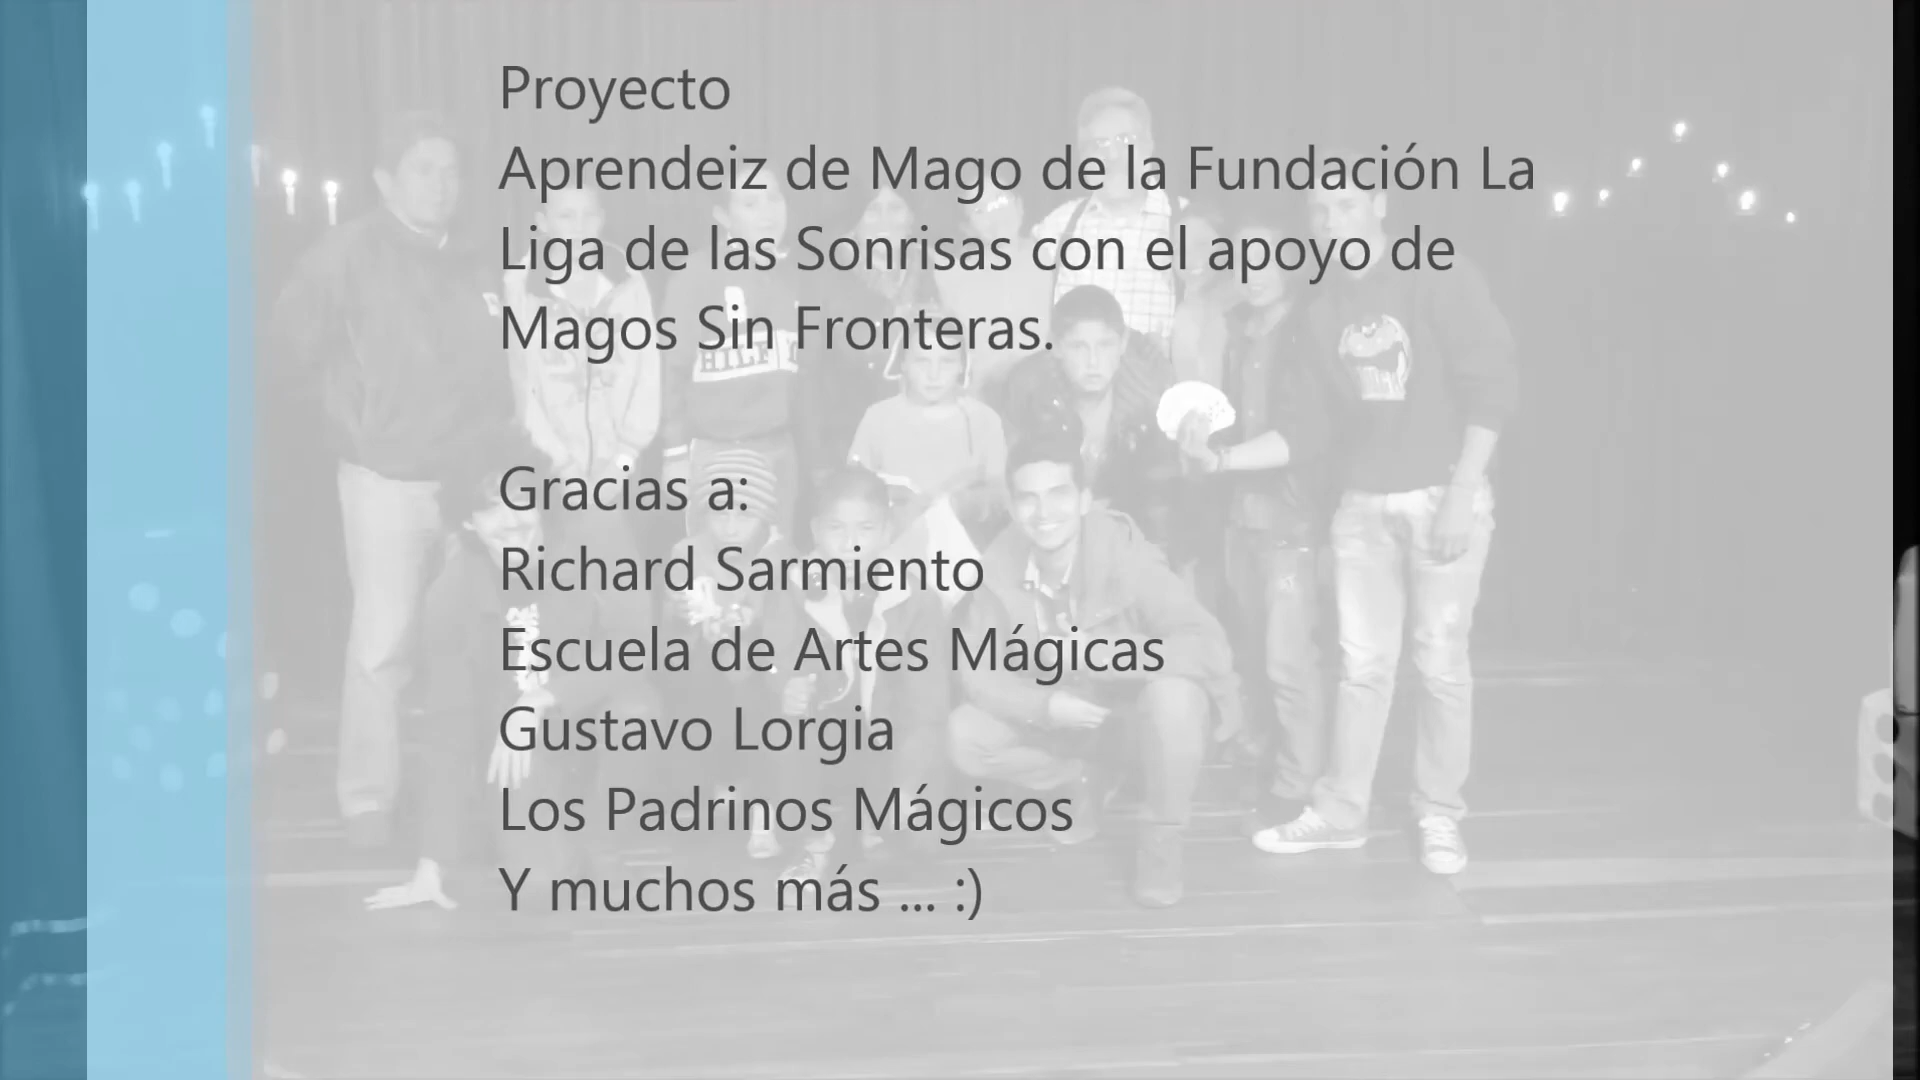 Proyecto
Aprendeiz de Mago de la Fundación La
Liga de las Sonrisas con el apoyo de
Magos Sin Fronteras.
Gracias a:
Richard Sarmiento
Escuela de Artes Mágicas
Gustavo Lorgia
Los Padrinos Mágicos
Y muchos más ... :)